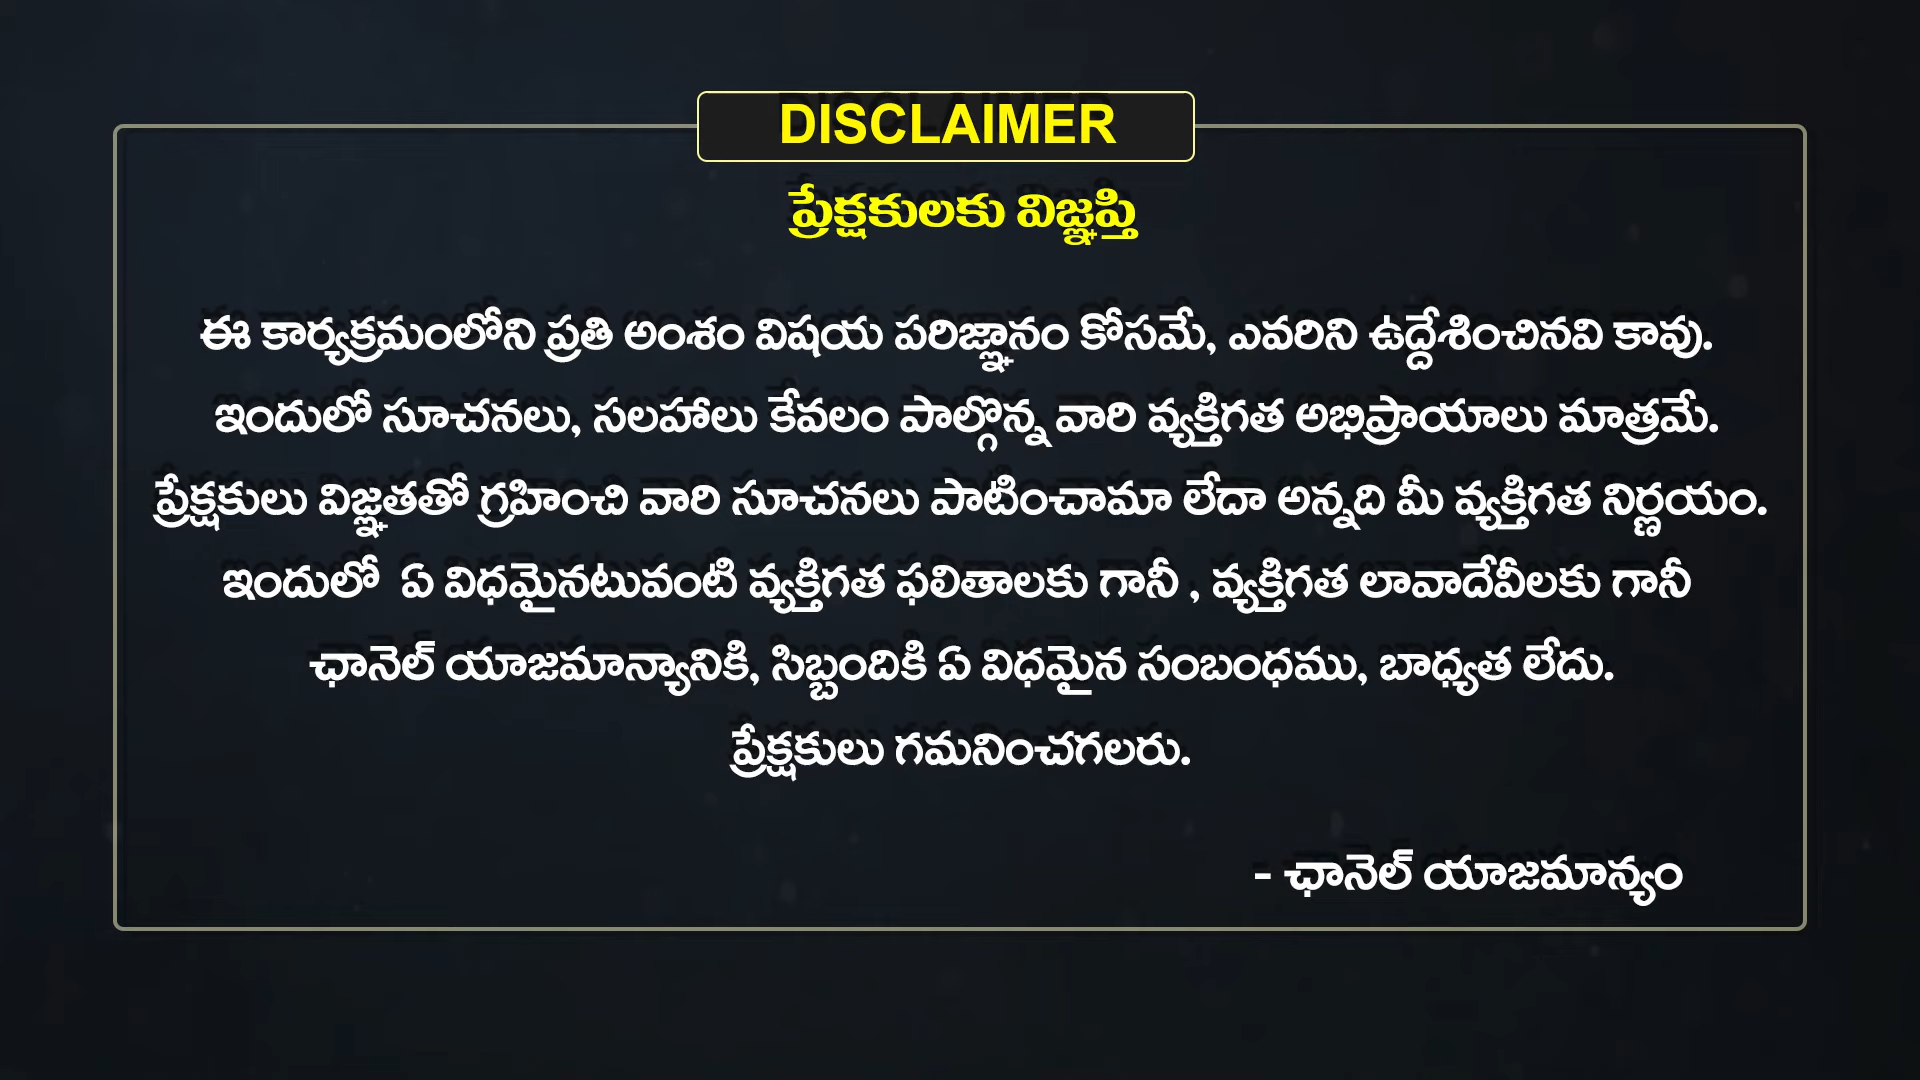 DISCLAIMER
ప్రేక్షకులకు విజ్ఞప్తి
ఈ కార్యక్రమంలోని ప్రతి అంశం విషయ పరిజ్ఞానం కోసమే, ఎవరిని ఉద్దేశించినవి కావు.
ఇందులో సూచనలు, సలహాలు కేవలం పాల్గొన్న వారి వ్యక్తిగత అభిప్రాయాలు మాత్రమే.
ప్రేక్షకులు విజ్ఞతతో గ్రహించి వారి సూచనలు పాటించామా లేదా అన్నది మీ వ్యక్తిగత నిర్ణయం.
ఇందులో ఏ విధమైనటువంటి వ్యక్తిగత ఫలితాలకు గానీ , వ్యక్తిగత లావాదేవీలకు గానీ
ఛానెల్ యాజమాన్యానికి, సిబ్బందికి ఏ విధమైన సంబంధము, బాధ్యత లేదు.
ప్రేక్షకులు గమనించగలరు.
- ఛానెల్ యాజమాన్యం